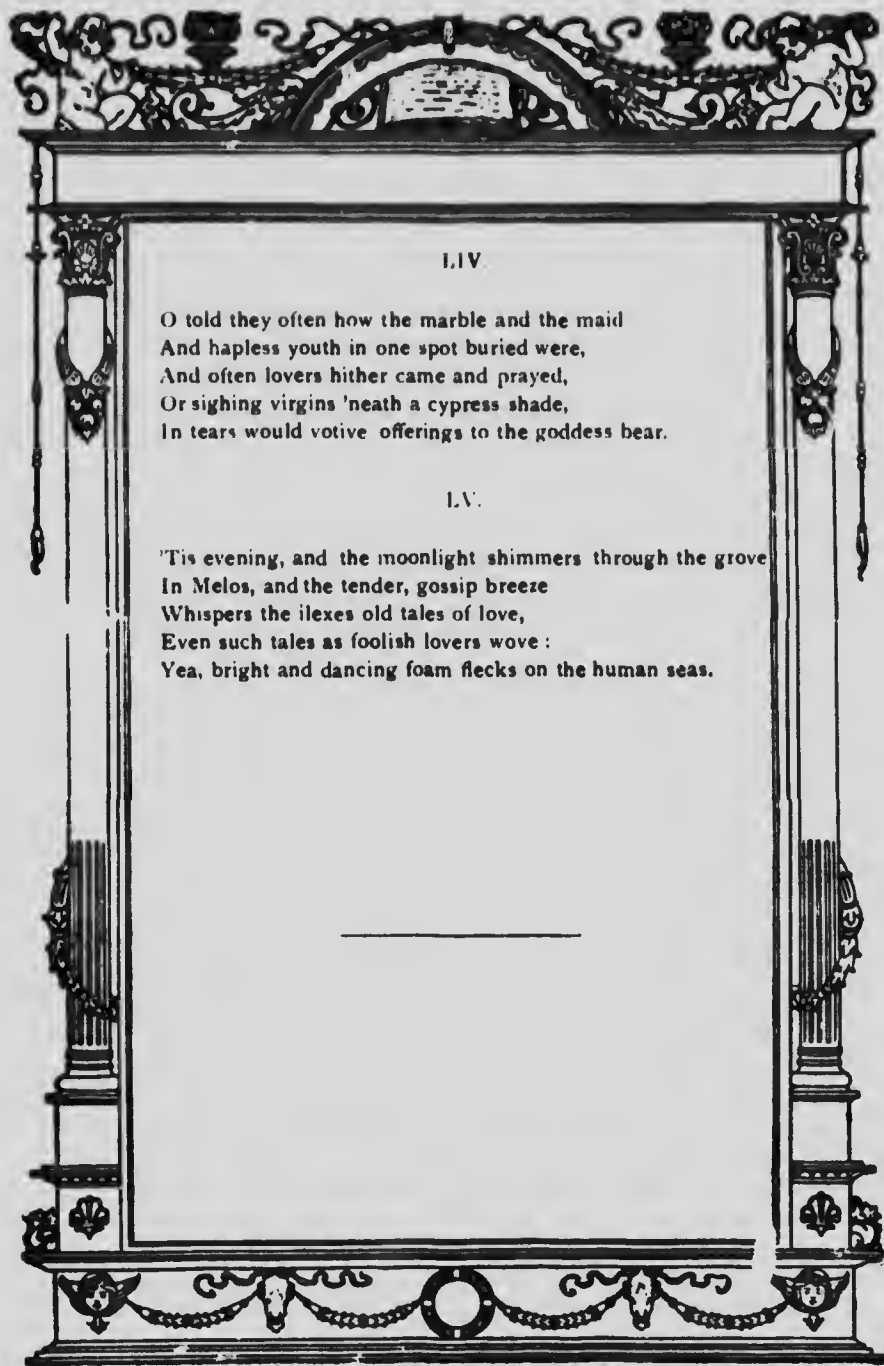 LIV
O told they often how the marble and the maid
And hapless youth in one spot buried were,
And often lovers hither came and prayed,
Or sighing virgins 'neath a cypress shade,
In tears would votive offerings to the goddess bear.
LV.
'Tis evening, and the moonlight shimmers through the grove
In Melos, and the tender, gossip breeze
Whispers the ilexes old tales of love,
Even such tales as foolish lovers wove :
Yea, bright and dancing foam flecks on the human seas.